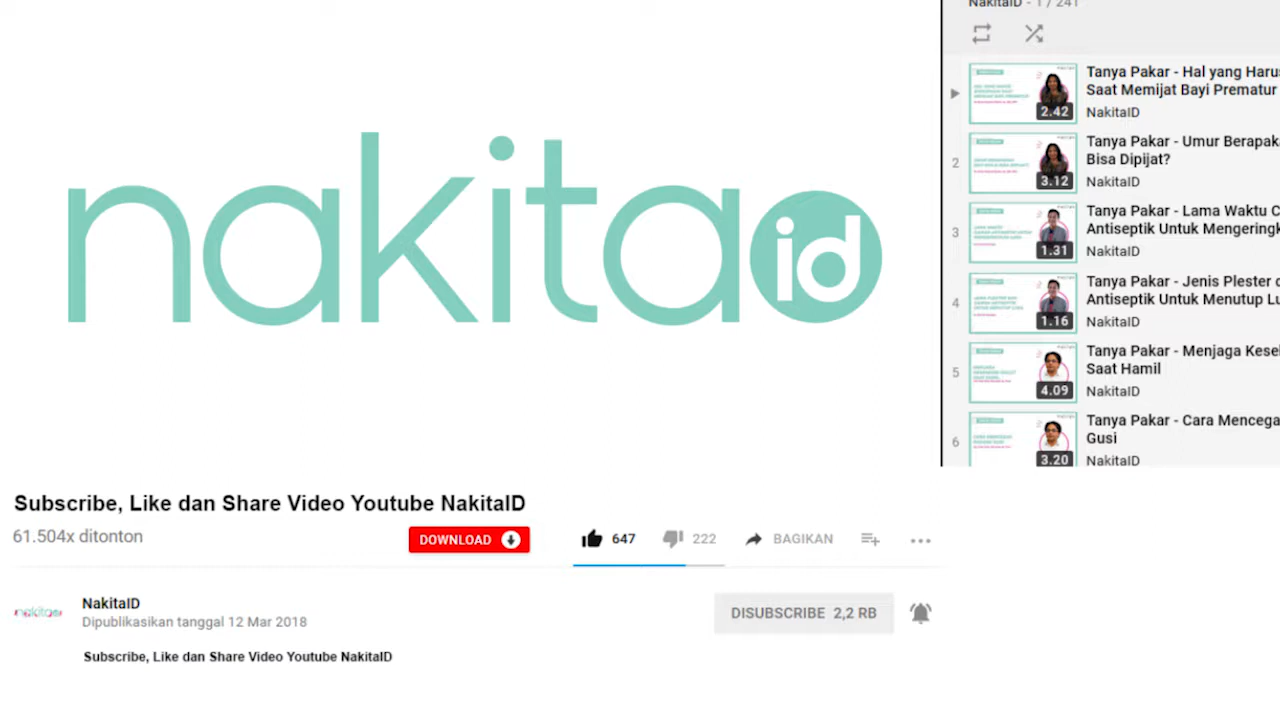 nakita id
Subscribe, Like dan Share Video Youtube NakitaID
61.504x ditonton
DOWNLOAD
647
222
BAGIKAN
NakitaID
Dipublikasikan tanggal 12 Mar 2018
DISUBSCRIBE 2,2 RB
Subscribe, Like dan Share Video Youtube NakitaID
NakitaID - 1 / 241
Tanya Pakar - Hal yang Harus
Saat Memijat Bayi Prematur
NakitaID
2.42
2
Tanya Pakar - Umur Berapaka
Bisa Dipijat?
NakitaID
3.12
3
Tanya Pakar - Lama Waktu C
Antiseptik Untuk Mengeringk
NakitaID
1.31
4
Tanya Pakar - Jenis Plester d
Antiseptik Untuk Menutup Lu
NakitaID
1.16
5
Tanya Pakar - Menjaga Kese
Saat Hamil
NakitaID
4.09
6
Tanya Pakar - Cara Mencega
Gusi
NakitaID
3.20